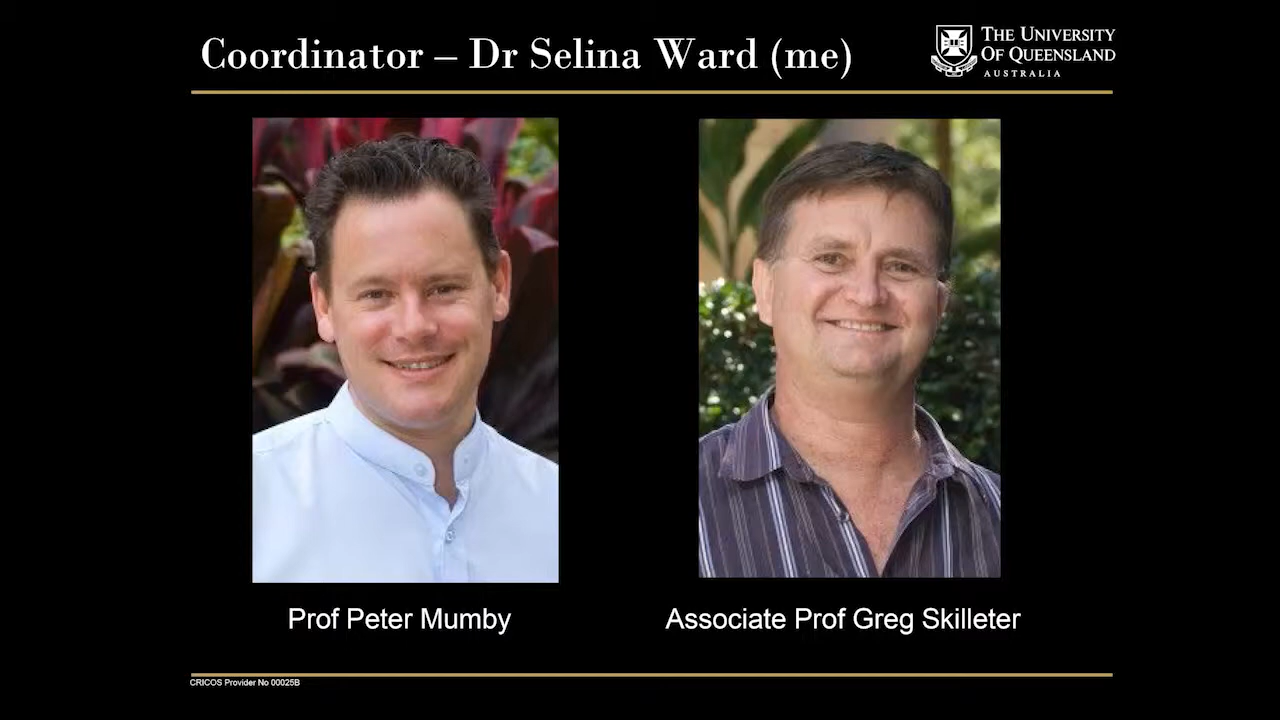 Coordinator – Dr Selina Ward (me)
THE UNIVERSITY
OF QUEENSLAND
AUSTRALIA
Prof Peter Mumby
Associate Prof Greg Skilleter
CRICOS Provider No 00025B